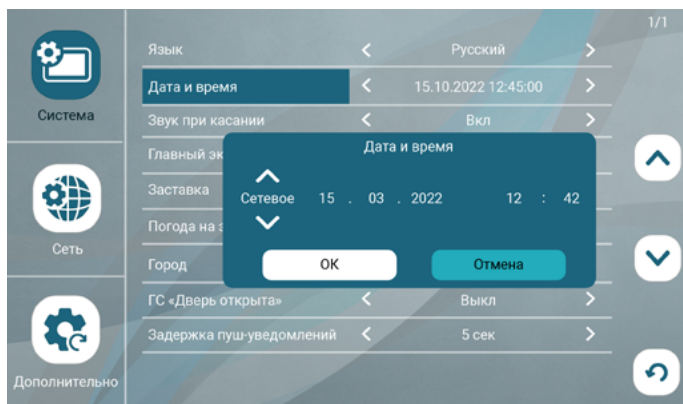 1/1
Система
Сеть
Дополнительно
Язык < Русский >
Дата и время < 15.10.2022 12:45:00 >
Звук при касании < Вкл >
Главный эк
Заставка
Погода на з
Город
ГС «Дверь открыта» < Выкл >
Задержка пуш-уведомлений < 5 сек >
Дата и время
Сетевое 15 . 03 . 2022 12 : 42
ОК Отмена